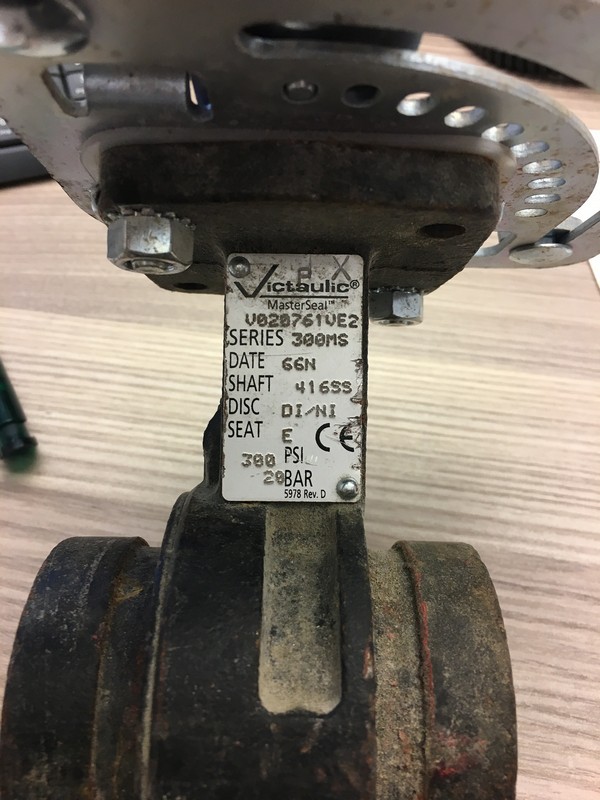 Victaulic®
MasterSeal™
V020761VE2
SERIES 300MS
DATE 66N
SHAFT 416SS
DISC DI/NI
SEAT E CE
300 PSI
20 BAR
5978 Rev. D